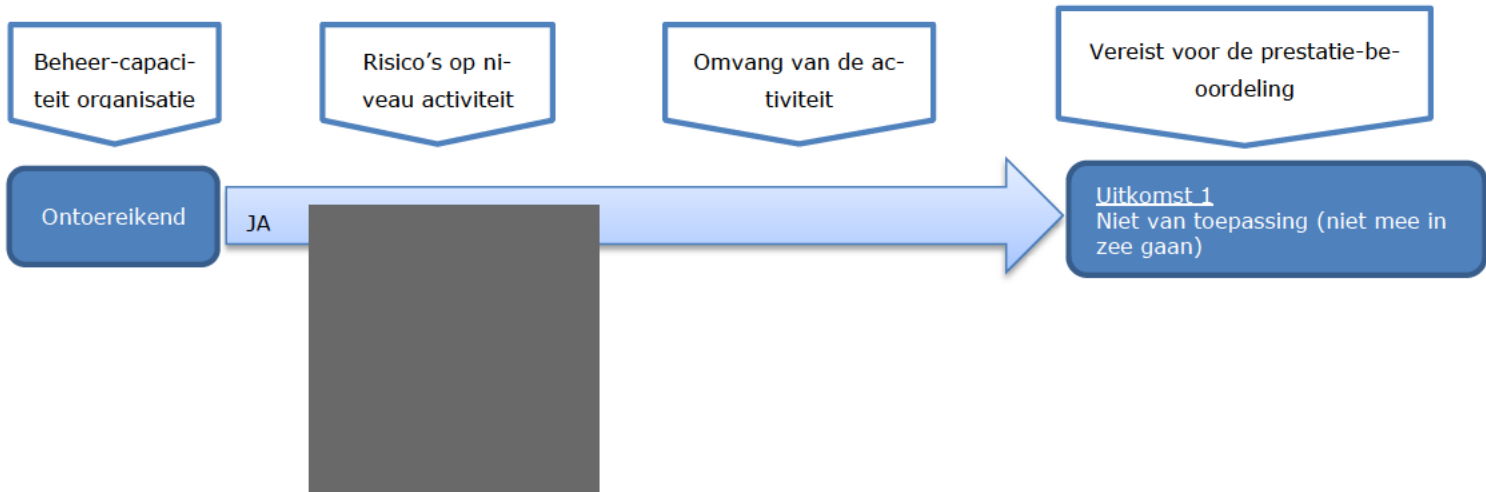 Beheer-capaci-
teit organisatie
Risico's op ni-
veau activiteit
Omvang van de ac-
tiviteit
Vereist voor de prestatie-be-
oordeling
Ontoereikend
JA
Uitkomst 1
Niet van toepassing (niet mee in
zee gaan)